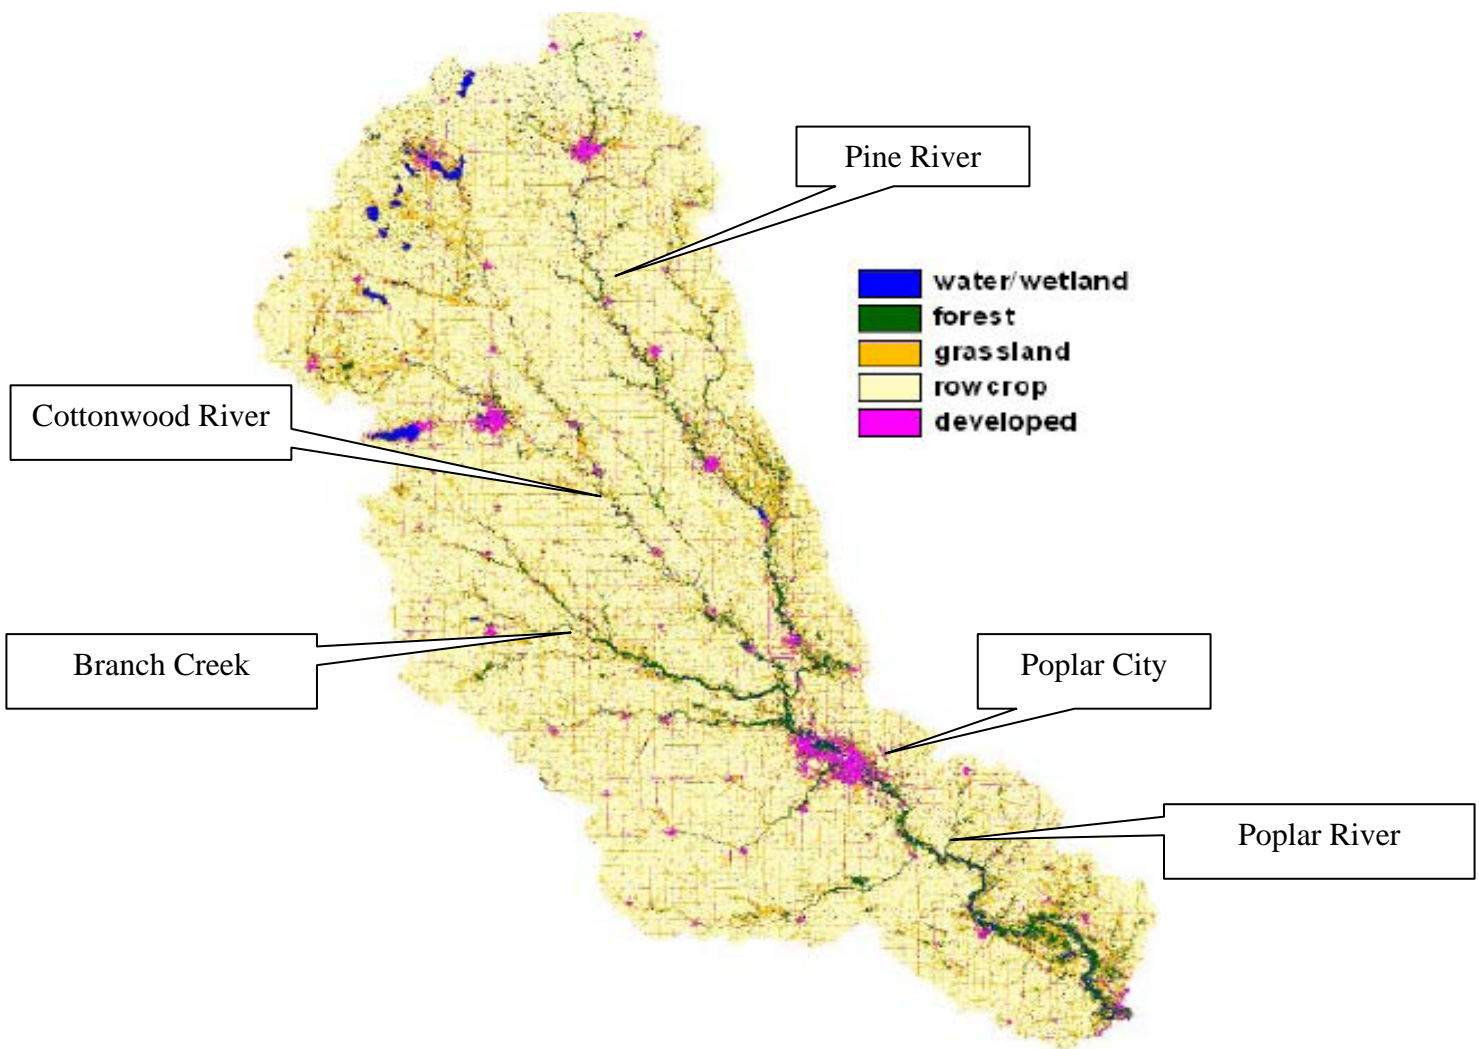 Pine River
water/wetland
forest
grassland
rowcrop
developed
Cottonwood River
Branch Creek
Poplar City
Poplar River